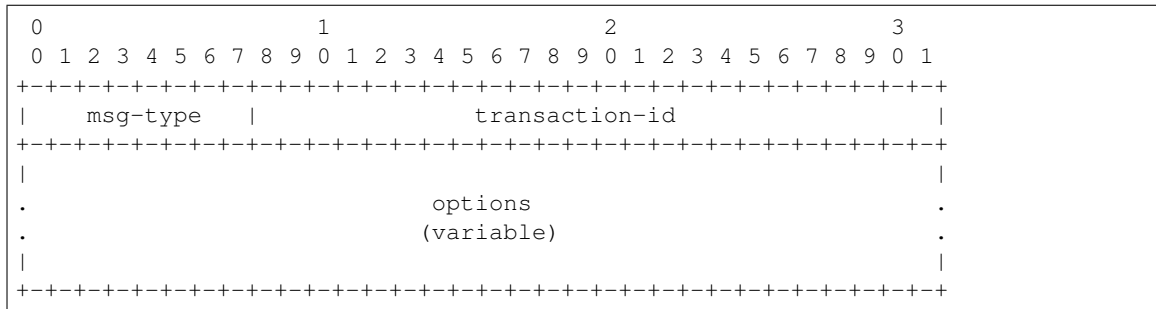 0                   1                   2                   3
 0 1 2 3 4 5 6 7 8 9 0 1 2 3 4 5 6 7 8 9 0 1 2 3 4 5 6 7 8 9 0 1
+-+-+-+-+-+-+-+-+-+-+-+-+-+-+-+-+-+-+-+-+-+-+-+-+-+-+-+-+-+-+-+-+
|    msg-type   |               transaction-id                  |
+-+-+-+-+-+-+-+-+-+-+-+-+-+-+-+-+-+-+-+-+-+-+-+-+-+-+-+-+-+-+-+-+
|                                                               |
.                            options                            .
.                           (variable)                          .
|                                                               |
+-+-+-+-+-+-+-+-+-+-+-+-+-+-+-+-+-+-+-+-+-+-+-+-+-+-+-+-+-+-+-+-+